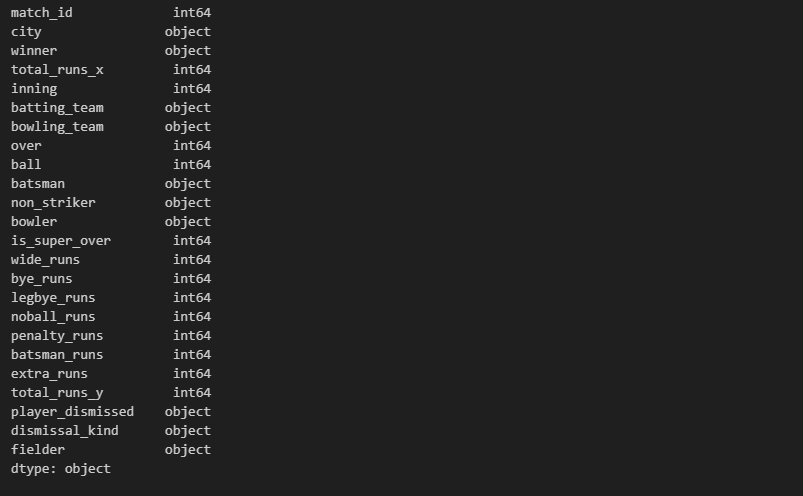 match_id             int64
city                object
winner              object
total_runs_x         int64
inning               int64
batting_team        object
bowling_team        object
over                 int64
ball                 int64
batsman             object
non_striker         object
bowler              object
is_super_over        int64
wide_runs            int64
bye_runs             int64
legbye_runs          int64
noball_runs          int64
penalty_runs         int64
batsman_runs         int64
extra_runs           int64
total_runs_y         int64
player_dismissed    object
dismissal_kind      object
fielder             object
dtype: object